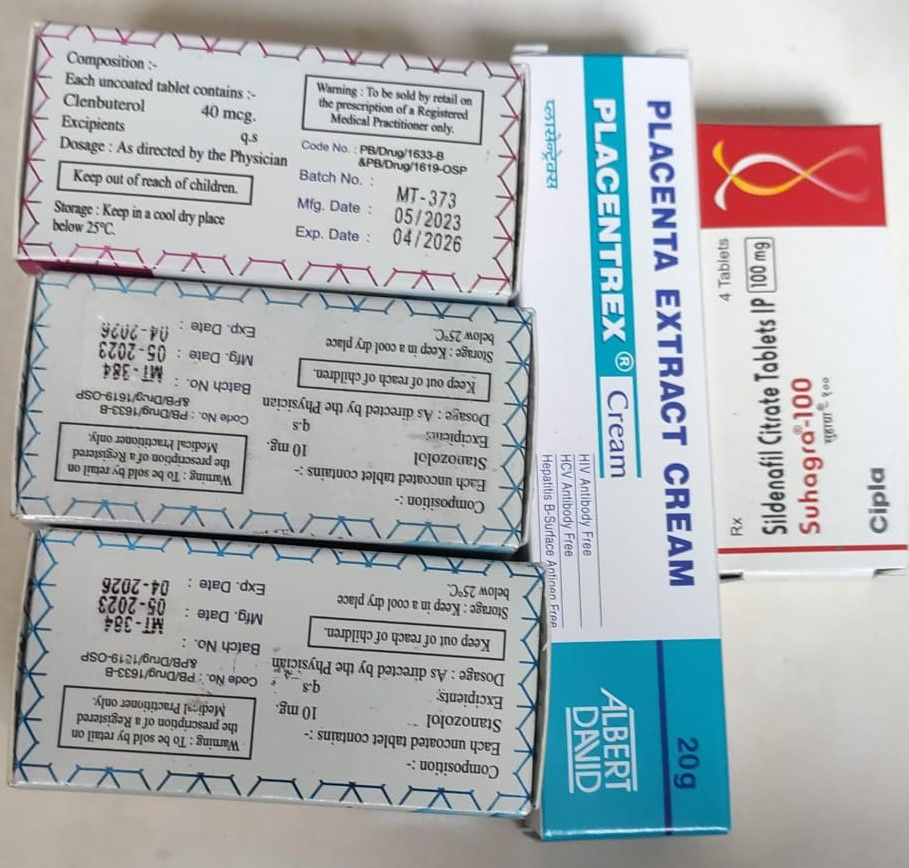 Composition :-
Each uncoated tablet contains :-
Clenbuterol 40 mcg.
Excipients q.s
Dosage : As directed by the Physician
Keep out of reach of children.
Storage : Keep in a cool dry place
below 25°C.
Warning : To be sold by retail on
the prescription of a Registered
Medical Practitioner only.
Code No. : PB/Drug/1633-B
&PB/Drug/1619-OSP
Batch No. : MT-373
Mfg. Date : 05/2023
Exp. Date : 04/2026
Composition :-
Each uncoated tablet contains :-
Stanozolol 10 mg.
Excipients q.s
Dosage : As directed by the Physician
Keep out of reach of children.
Storage : Keep in a cool dry place
below 25°C.
Warning : To be sold by retail on
the prescription of a Registered
Medical Practitioner only.
Code No. : PB/Drug/1633-B
&PB/Drug/1619-OSP
Batch No. : MT-384
Mfg. Date : 05-2023
Exp. Date : 04-2026
Composition :-
Each uncoated tablet contains :-
Stanozolol 10 mg.
Excipients q.s
Dosage : As directed by the Physician
Keep out of reach of children.
Storage : Keep in a cool dry place
below 25°C.
Warning : To be sold by retail on
the prescription of a Registered
Medical Practitioner only.
Code No. : PB/Drug/1633-B
&PB/Drug/1619-OSP
Batch No. : MT-384
Mfg. Date : 05-2023
Exp. Date : 04-2026
PLACENTA EXTRACT CREAM
PLACENTREX® Cream
प्लासेन्ट्रेक्स
HIV Antibody Free
HCV Antibody Free
Hepatitis B-Surface Antigen Free
20g
ALBERT
DAVID
4 Tablets
Rx
Sildenafil Citrate Tablets IP 100 mg
Suhagra®-100
सुहाग्रा®-१००
Cipla